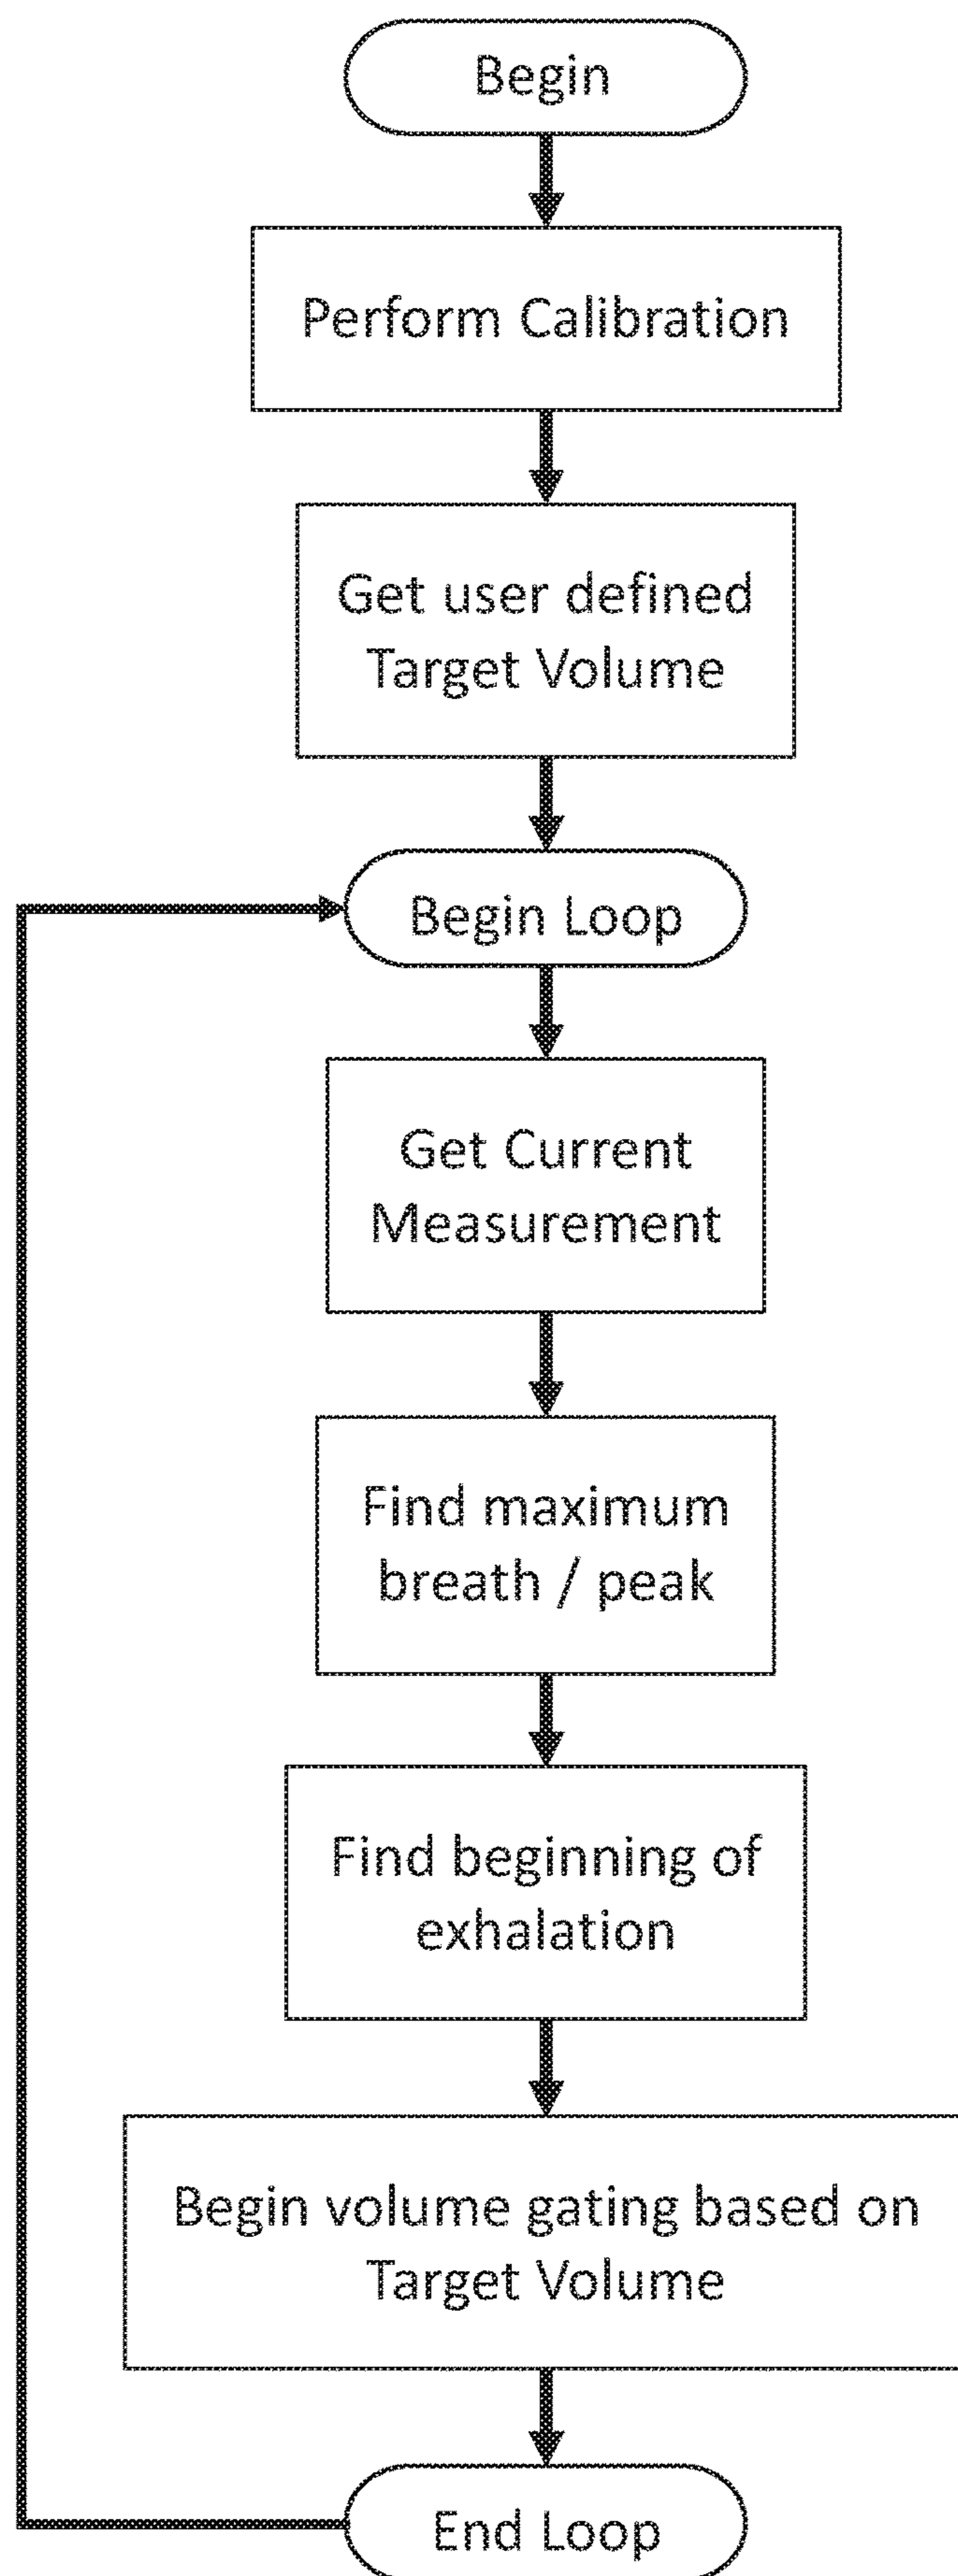 Begin
Perform Calibration
Get user defined
Target Volume
Begin Loop
Get Current
Measurement
Find maximum
breath / peak
Find beginning of
exhalation
Begin volume gating based on
Target Volume
End Loop